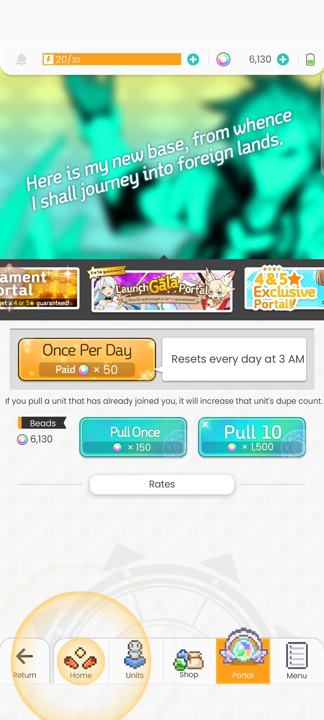 20/20
6,130
Here is my new base, from whence
I shall journey into foreign lands.
ament
ortal
get a 4 or 5★ guaranteed!
Launch Gala Portal
4&5★
Exclusive
Portal!
Once Per Day
Paid × 50
Resets every day at 3 AM
If you pull a unit that has already joined you, it will increase that unit's dupe count.
Beads
6,130
Pull Once
× 150
Pull 10
× 1,500
Rates
Return
Home
Units
Shop
Portal
Menu